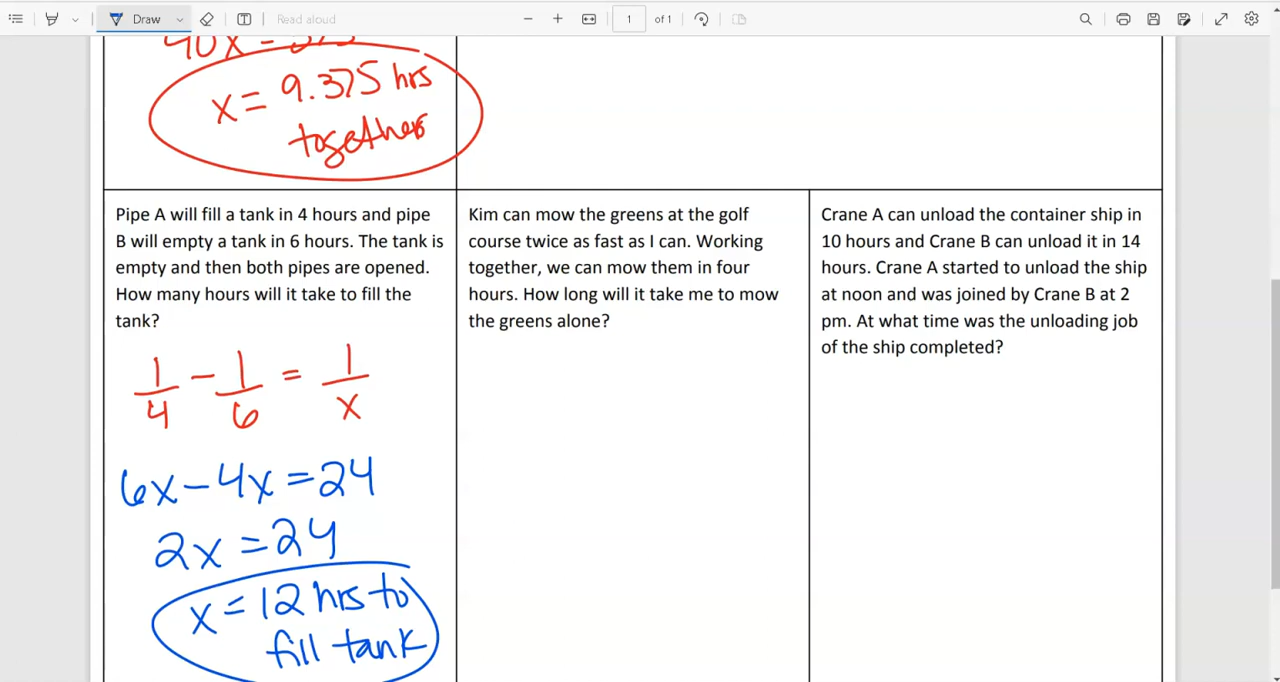 Draw
Read aloud
1 of 1
40x = 375
x = 9.375 hrs
together
Pipe A will fill a tank in 4 hours and pipe
B will empty a tank in 6 hours. The tank is
empty and then both pipes are opened.
How many hours will it take to fill the
tank?
1/4 - 1/6 = 1/x
6x - 4x = 24
2x = 24
x = 12 hrs to
fill tank
Kim can mow the greens at the golf
course twice as fast as I can. Working
together, we can mow them in four
hours. How long will it take me to mow
the greens alone?
Crane A can unload the container ship in
10 hours and Crane B can unload it in 14
hours. Crane A started to unload the ship
at noon and was joined by Crane B at 2
pm. At what time was the unloading job
of the ship completed?